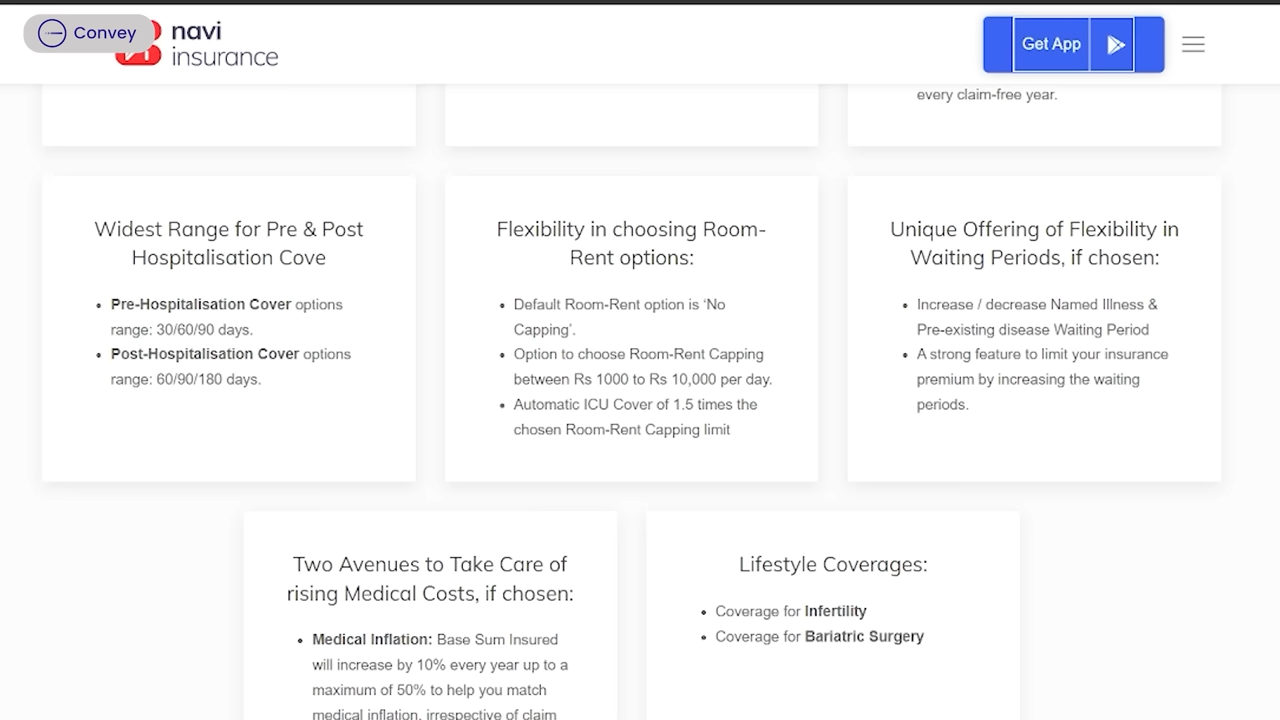 Convey
navi
insurance
Get App
every claim-free year.
Widest Range for Pre & Post
Hospitalisation Cove
• Pre-Hospitalisation Cover options
range: 30/60/90 days.
• Post-Hospitalisation Cover options
range: 60/90/180 days.
Flexibility in choosing Room-
Rent options:
• Default Room-Rent option is ‘No
Capping’.
• Option to choose Room-Rent Capping
between Rs 1000 to Rs 10,000 per day.
• Automatic ICU Cover of 1.5 times the
chosen Room-Rent Capping limit
Unique Offering of Flexibility in
Waiting Periods, if chosen:
• Increase / decrease Named Illness &
Pre-existing disease Waiting Period
• A strong feature to limit your insurance
premium by increasing the waiting
periods.
Two Avenues to Take Care of
rising Medical Costs, if chosen:
• Medical Inflation: Base Sum Insured
will increase by 10% every year up to a
maximum of 50% to help you match
medical inflation, irrespective of claim
Lifestyle Coverages:
• Coverage for Infertility
• Coverage for Bariatric Surgery